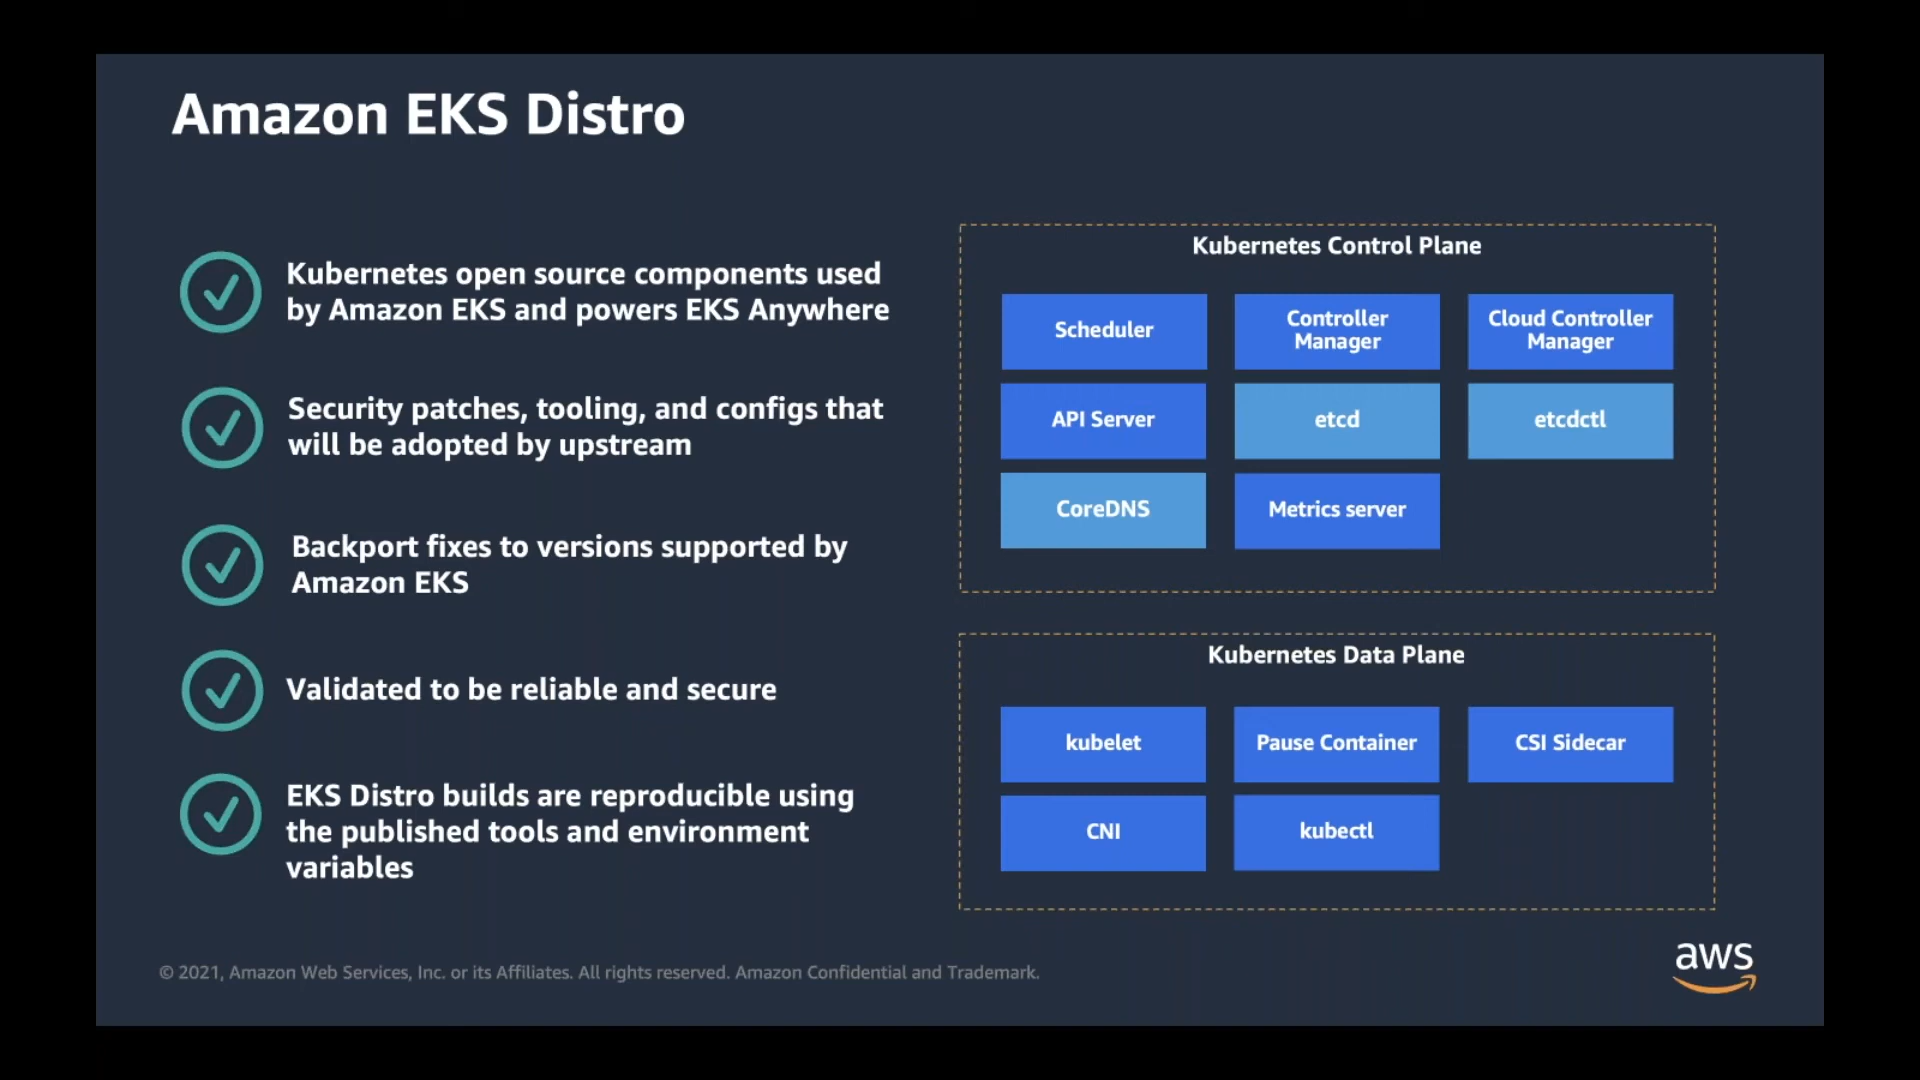 Amazon EKS Distro
Kubernetes open source components used
by Amazon EKS and powers EKS Anywhere
Security patches, tooling, and configs that
will be adopted by upstream
Backport fixes to versions supported by
Amazon EKS
Validated to be reliable and secure
EKS Distro builds are reproducible using
the published tools and environment
variables
Kubernetes Control Plane
Scheduler
Controller
Manager
Cloud Controller
Manager
API Server
etcd
etcdctl
CoreDNS
Metrics server
Kubernetes Data Plane
kubelet
Pause Container
CSI Sidecar
CNI
kubectl
© 2021, Amazon Web Services, Inc. or its Affiliates. All rights reserved. Amazon Confidential and Trademark.
aws